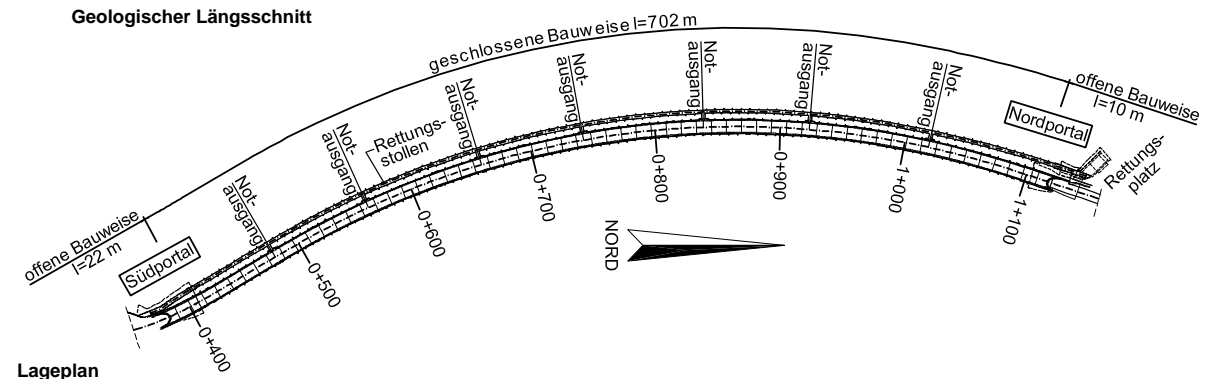 Geologischer Längsschnitt
geschlossene Bauweise l=702 m
offene Bauweise
l=22 m
Südportal
Not-
ausgang
Not-
ausgang
Rettungs-
stollen
Not-
ausgang
Not-
ausgang
Not-
ausgang
Not-
ausgang
Not-
ausgang
offene Bauweise
l=10 m
Nordportal
Rettungs-
platz
0+400
0+500
0+600
0+700
0+800
0+900
1+000
1+100
NORD
Lageplan